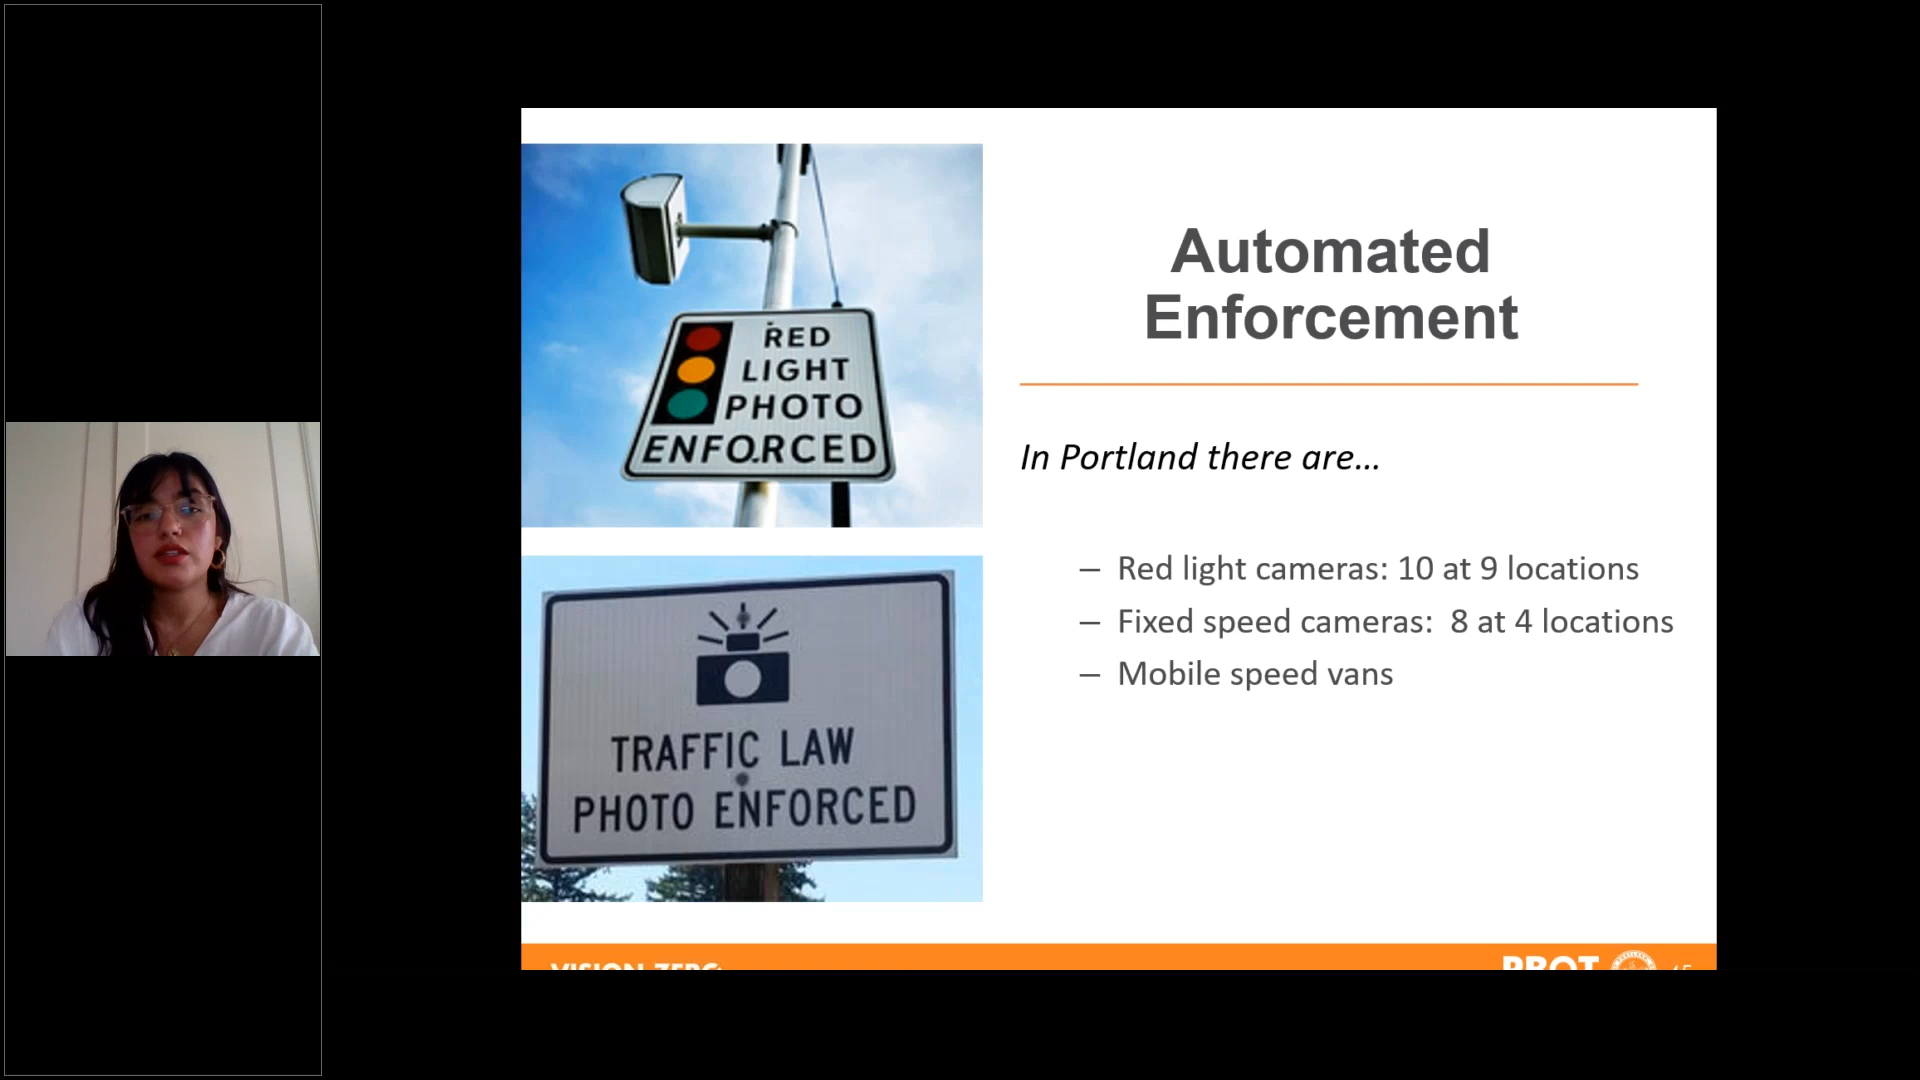 RED
LIGHT
PHOTO
ENFORCED
TRAFFIC LAW
PHOTO ENFORCED
Automated
Enforcement
In Portland there are...
– Red light cameras: 10 at 9 locations
– Fixed speed cameras:  8 at 4 locations
– Mobile speed vans
VISION ZERO
PBOT